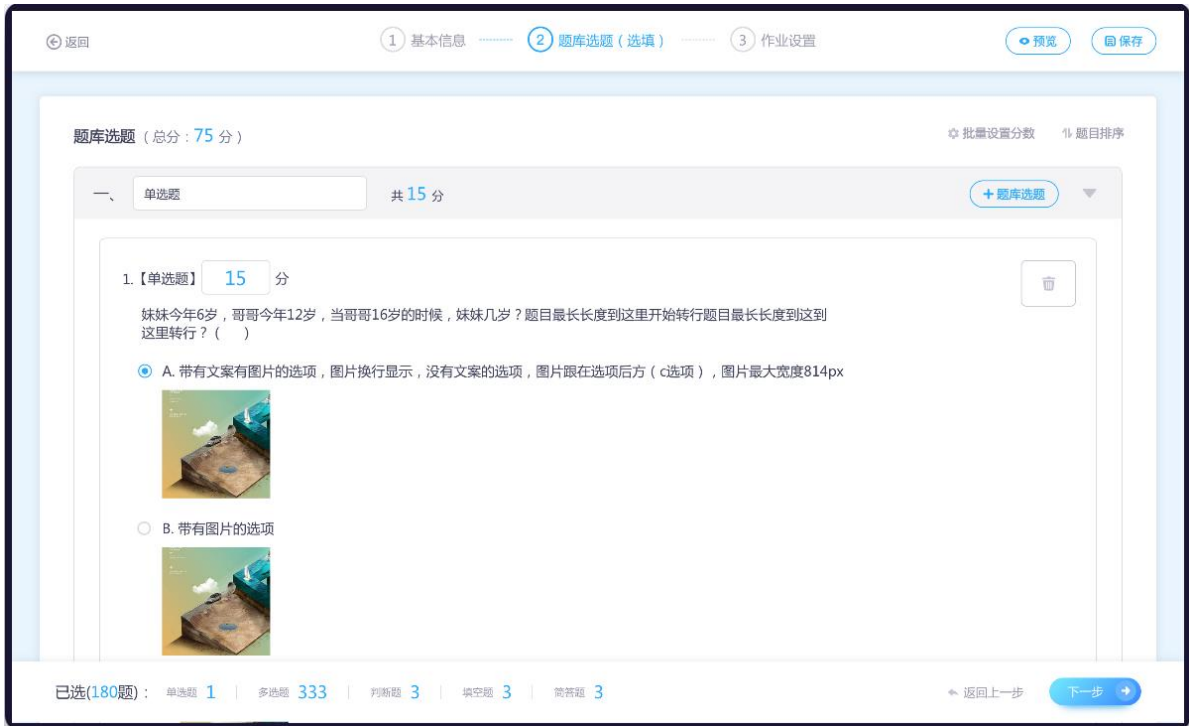 返回
1 基本信息
2 题库选题（选填）
3 作业设置
预览
保存
题库选题（总分：75 分）
批量设置分数
题目排序
一、 单选题 共 15 分
+ 题库选题
1.【单选题】 15 分
妹妹今年6岁，哥哥今年12岁，当哥哥16岁的时候，妹妹几岁？题目最长长度到这里开始转行题目最长长度到这到
这里转行？（ ）
A. 带有文案有图片的选项，图片换行显示，没有文案的选项，图片跟在选项后方（c选项），图片最大宽度814px
B. 带有图片的选项
已选(180题)： 单选题 1 | 多选题 333 | 判断题 3 | 填空题 3 | 简答题 3
返回上一步
下一步